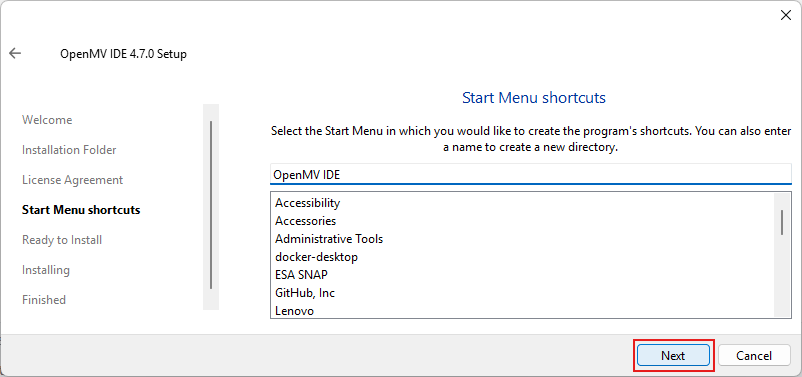 OpenMV IDE 4.7.0 Setup
Welcome
Installation Folder
License Agreement
Start Menu shortcuts
Ready to Install
Installing
Finished
Start Menu shortcuts
Select the Start Menu in which you would like to create the program's shortcuts. You can also enter
a name to create a new directory.
OpenMV IDE
Accessibility
Accessories
Administrative Tools
docker-desktop
ESA SNAP
GitHub, Inc
Lenovo
Next
Cancel